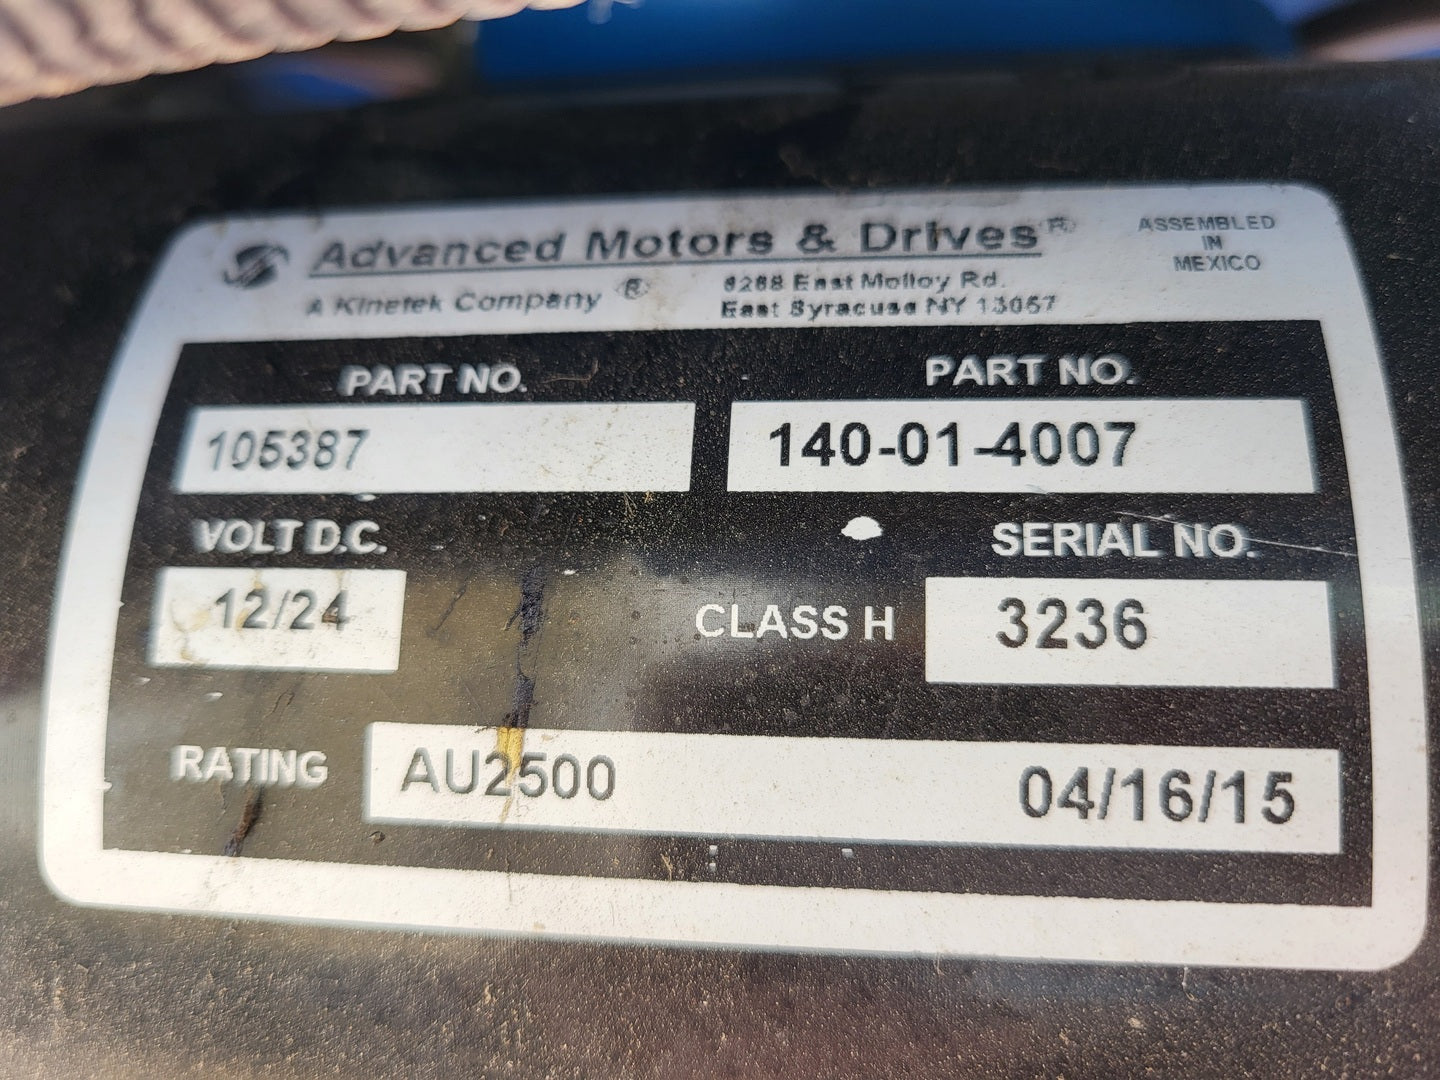 Advanced Motors & Drives®
ASSEMBLED
IN
MEXICO
A Kinetek Company ®
6268 East Molloy Rd.
East Syracuse NY 13057
PART NO.
PART NO.
105387
140-01-4007
VOLT D.C.
SERIAL NO.
12/24
CLASS H
3236
RATING
AU2500
04/16/15